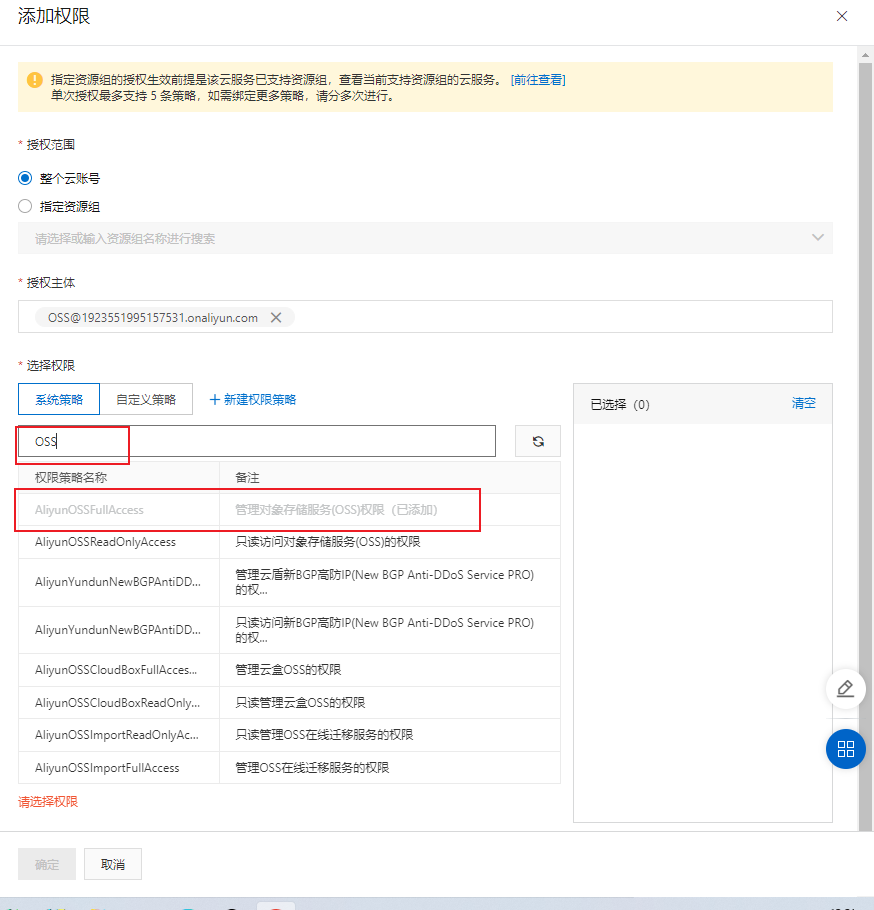 添加权限
指定资源组的授权生效前提是该云服务已支持资源组，查看当前支持资源组的云服务。 [前往查看]
单次授权最多支持 5 条策略，如需绑定更多策略，请分多次进行。
* 授权范围
整个云账号
指定资源组
请选择或输入资源组名称进行搜索
* 授权主体
OSS@1923551995157531.onaliyun.com
* 选择权限
系统策略 自定义策略 + 新建权限策略
已选择（0） 清空
OSS
权限策略名称 备注
AliyunOSSFullAccess 管理对象存储服务(OSS)权限（已添加）
AliyunOSSReadOnlyAccess 只读访问对象存储服务(OSS)的权限
AliyunYundunNewBGPAntiDD... 管理云盾新BGP高防IP(New BGP Anti-DDoS Service PRO)
的权...
AliyunYundunNewBGPAntiDD... 只读访问新BGP高防IP(New BGP Anti-DDoS Service PRO)
的权...
AliyunOSSCloudBoxFullAcces... 管理云盒OSS的权限
AliyunOSSCloudBoxReadOnly... 只读管理云盒OSS的权限
AliyunOSSImportReadOnlyAc... 只读管理OSS在线迁移服务的权限
AliyunOSSImportFullAccess 管理OSS在线迁移服务的权限
请选择权限
确定 取消